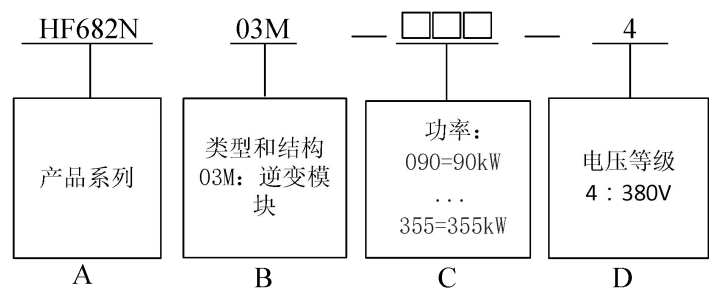 HF682N 03M — □□□ — 4
产品系列
类型和结构
03M：逆变模
块
功率：
090=90kW
...
355=355kW
电压等级
4：380V
A B C D